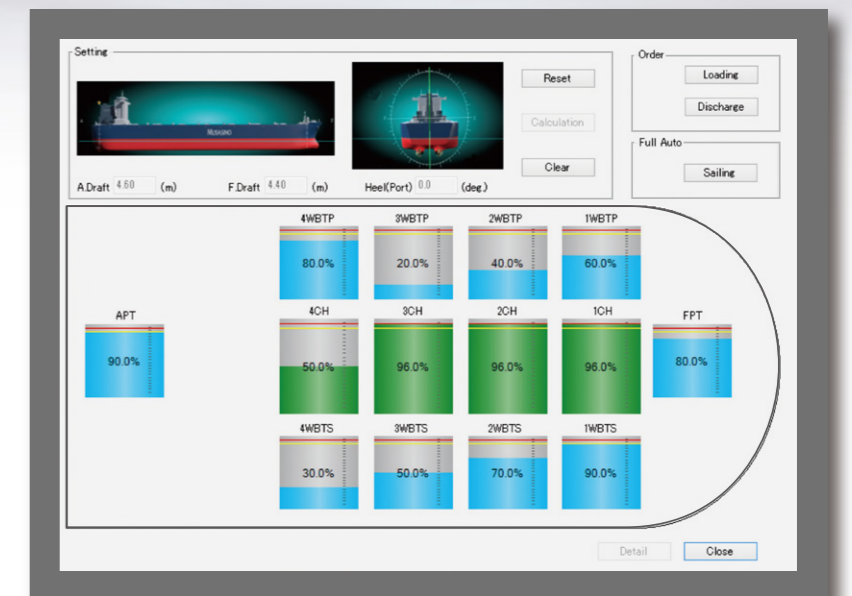 Setting
Order
Reset
Calculation
Clear
Loading
Discharge
Full Auto
Sailing
A.Draft 4.60 (m) F.Draft 4.40 (m) Heel(Port) 0.0 (deg.)
4WBTP 3WBTP 2WBTP 1WBTP
80.0% 20.0% 40.0% 60.0%
APT 4CH 3CH 2CH 1CH FPT
90.0% 50.0% 96.0% 96.0% 96.0% 80.0%
4WBTS 3WBTS 2WBTS 1WBTS
30.0% 50.0% 70.0% 90.0%
Detail Close